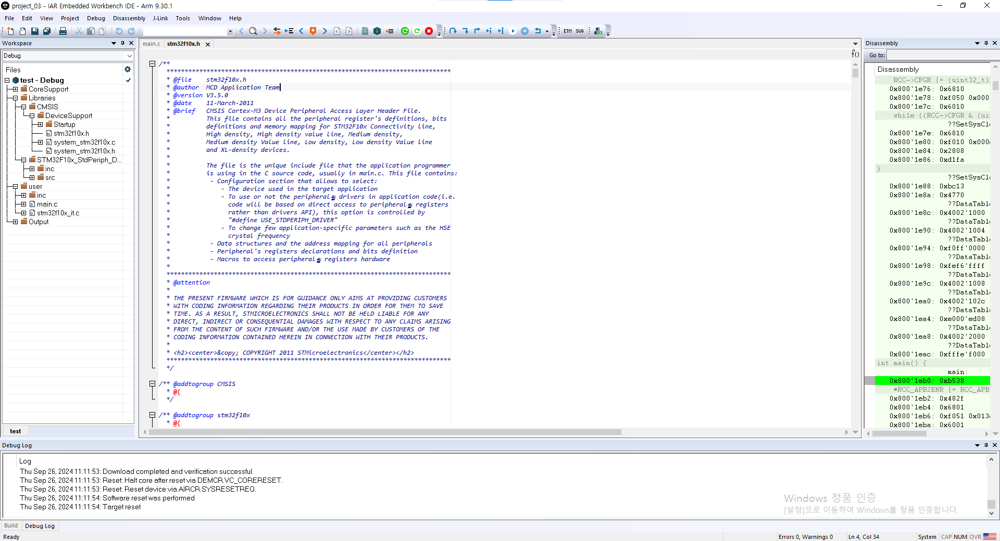 project_03 - IAR Embedded Workbench IDE - Arm 9.30.1
File Edit View Project Debug Disassembly J-Link Tools Window Help
ETM SWO
Workspace
Debug
Files
test - Debug
CoreSupport
Libraries
CMSIS
DeviceSupport
Startup
stm32f10x.h
system_stm32f10x.c
system_stm32f10x.h
STM32F10x_StdPeriph_D...
inc
src
user
inc
main.c
stm32f10x_it.c
Output
test
main.c stm32f10x.h
f()
/**
******************************************************************************
* @file stm32f10x.h
* @author MCD Application Team
* @version V3.5.0
* @date 11-March-2011
* @brief CMSIS Cortex-M3 Device Peripheral Access Layer Header File.
* This file contains all the peripheral register's definitions, bits
* definitions and memory mapping for STM32F10x Connectivity line,
* High density, High density value line, Medium density,
* Medium density Value line, Low density, Low density Value line
* and XL-density devices.
*
* The file is the unique include file that the application programmer
* is using in the C source code, usually in main.c. This file contains:
* - Configuration section that allows to select:
* - The device used in the target application
* - To use or not the peripheral drivers in application code(i.e.
* code will be based on direct access to peripheral registers
* rather than drivers API), this option is controlled by
* "#define USE_STDPERIPH_DRIVER"
* - To change few application-specific parameters such as the HSE
* crystal frequency
* - Data structures and the address mapping for all peripherals
* - Peripheral's registers declarations and bits definition
* - Macros to access peripheral registers hardware
*
******************************************************************************
* @attention
*
* THE PRESENT FIRMWARE WHICH IS FOR GUIDANCE ONLY AIMS AT PROVIDING CUSTOMERS
* WITH CODING INFORMATION REGARDING THEIR PRODUCTS IN ORDER FOR THEM TO SAVE
* TIME. AS A RESULT, STMICROELECTRONICS SHALL NOT BE HELD LIABLE FOR ANY
* DIRECT, INDIRECT OR CONSEQUENTIAL DAMAGES WITH RESPECT TO ANY CLAIMS ARISING
* FROM THE CONTENT OF SUCH FIRMWARE AND/OR THE USE MADE BY CUSTOMERS OF THE
* CODING INFORMATION CONTAINED HEREIN IN CONNECTION WITH THEIR PRODUCTS.
*
* <h2><center>&copy; COPYRIGHT 2011 STMicroelectronics</center></h2>
******************************************************************************
*/
/** @addtogroup CMSIS
* @{
*/
/** @addtogroup stm32f10x
* @{
Disassembly
Go to:
Disassembly
RCC->CFGR |= (uint32_t)
0x800'1e76: 0x6810
0x800'1e78: 0xf050 0x000
0x800'1e7c: 0x6010
while ((RCC->CFGR & (ui
??SetSysCl
0x800'1e7e: 0x6810
0x800'1e80: 0xf010 0x000
0x800'1e84: 0x2808
0x800'1e86: 0xd1fa
}
??SetSysCl
0x800'1e88: 0xbc13
0x800'1e8a: 0x4770
??DataTabl
0x800'1e8c: 0x4002'1000
??DataTabl
0x800'1e90: 0x4002'1004
??DataTabl
0x800'1e94: 0xf0ff'0000
??DataTabl
0x800'1e98: 0xfef6'ffff
??DataTabl
0x800'1e9c: 0x4002'1008
??DataTabl
0x800'1ea0: 0x4002'102c
??DataTabl
0x800'1ea4: 0xe000'ed08
??DataTabl
0x800'1ea8: 0x4002'2000
??DataTabl
0x800'1eac: 0xfffe'f000
int main() {
main:
0x800'1eb0: 0xb538
*RCC_APB2ENR |= RCC_APB
0x800'1eb2: 0x482f
0x800'1eb4: 0x6801
0x800'1eb6: 0xf051 0x013
0x800'1eba: 0x6001
Debug Log
Log
Thu Sep 26, 2024 11:11:53: Download completed and verification successful.
Thu Sep 26, 2024 11:11:53: Reset: Halt core after reset via DEMCR.VC_CORERESET.
Thu Sep 26, 2024 11:11:53: Reset: Reset device via AIRCR.SYSRESETREQ.
Thu Sep 26, 2024 11:11:54: Software reset was performed
Thu Sep 26, 2024 11:11:54: Target reset
Windows 정품 인증
[설정]으로 이동하여 Windows를 정품 인증합니다.
Build Debug Log
Ready
Errors 0, Warnings 0 Ln 4, Col 34 System CAP NUM OVR